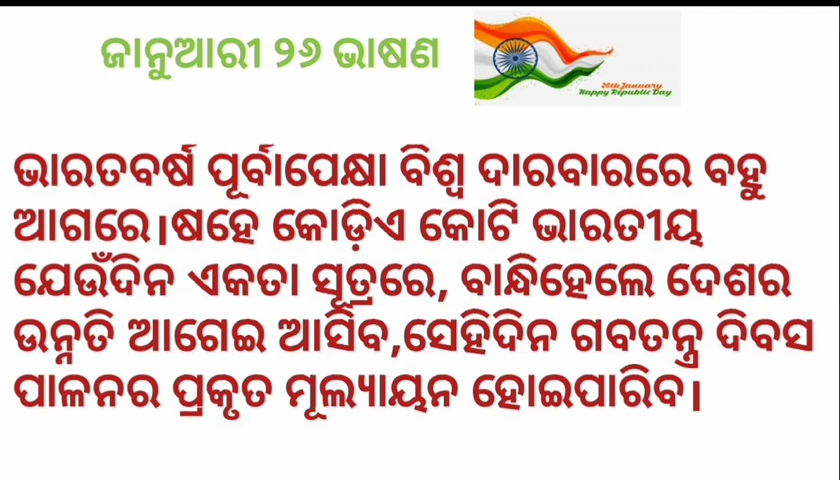 ଜାନୁଆରୀ ୨୬ ଭାଷଣ
26th January
Happy Republic Day
ଭାରତବର୍ଷ ପୂର୍ବାପେକ୍ଷା ବିଶ୍ୱ ଦାରବାରରେ ବହୁ
ଆଗରେ।ଷହେ କୋଡ଼ିଏ କୋଟି ଭାରତୀୟ
ଯେଉଁଦିନ ଏକତା ସୂତ୍ରରେ, ବାନ୍ଧିହେଲେ ଦେଶର
ଉନ୍ନତି ଆଗେଇ ଆସିବ,ସେହିଦିନ ଗବତନ୍ତ୍ର ଦିବସ
ପାଳନର ପ୍ରକୃତ ମୂଲ୍ୟାୟନ ହୋଇପାରିବ।